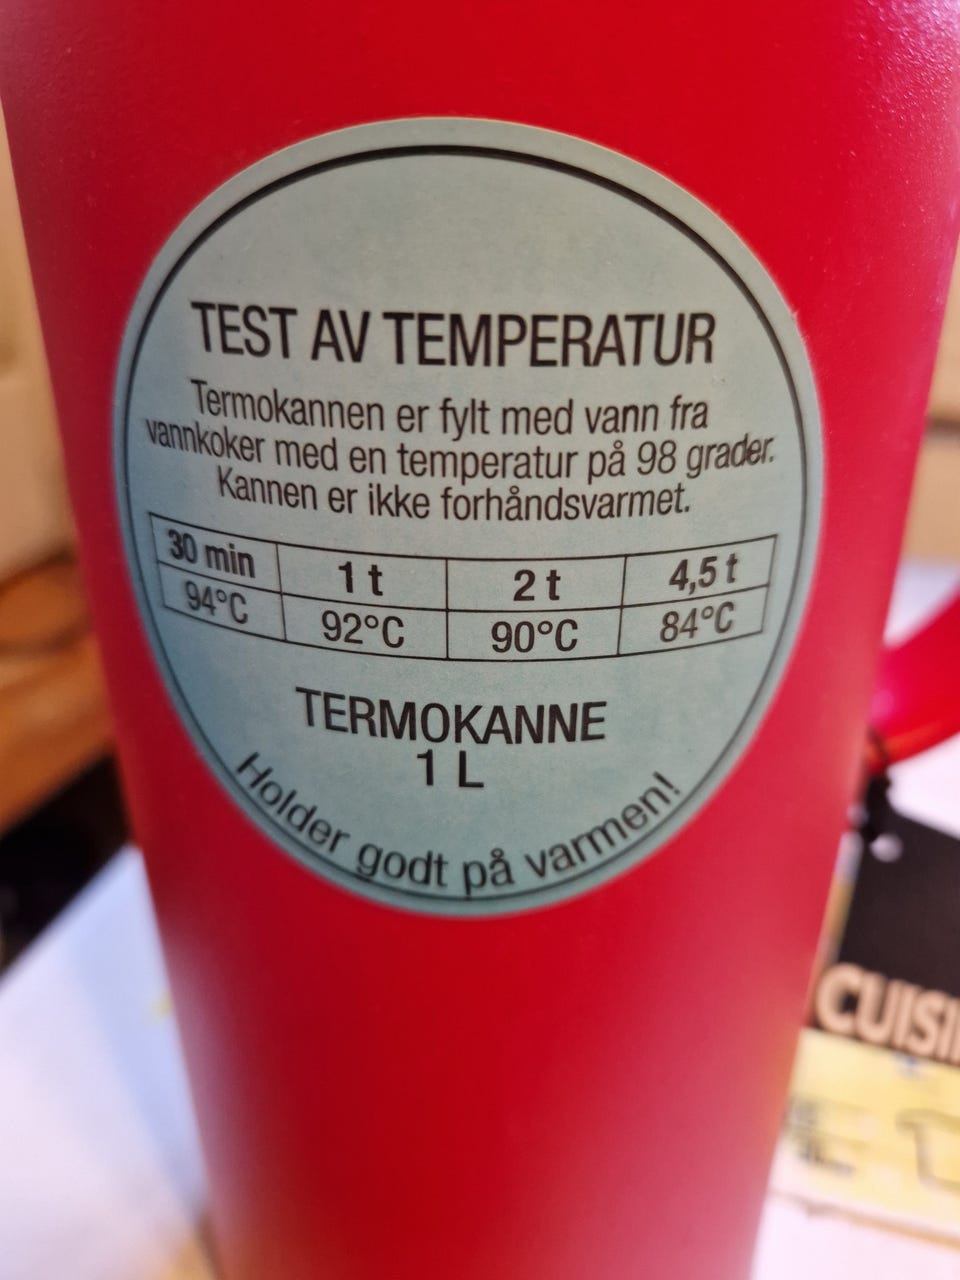 TEST AV TEMPERATUR
Termokannen er fylt med vann fra
vannkoker med en temperatur på 98 grader.
Kannen er ikke forhåndsvarmet.
30 min 1 t 2 t 4,5 t
94°C 92°C 90°C 84°C
TERMOKANNE
1 L
Holder godt på varmen!
CUISI